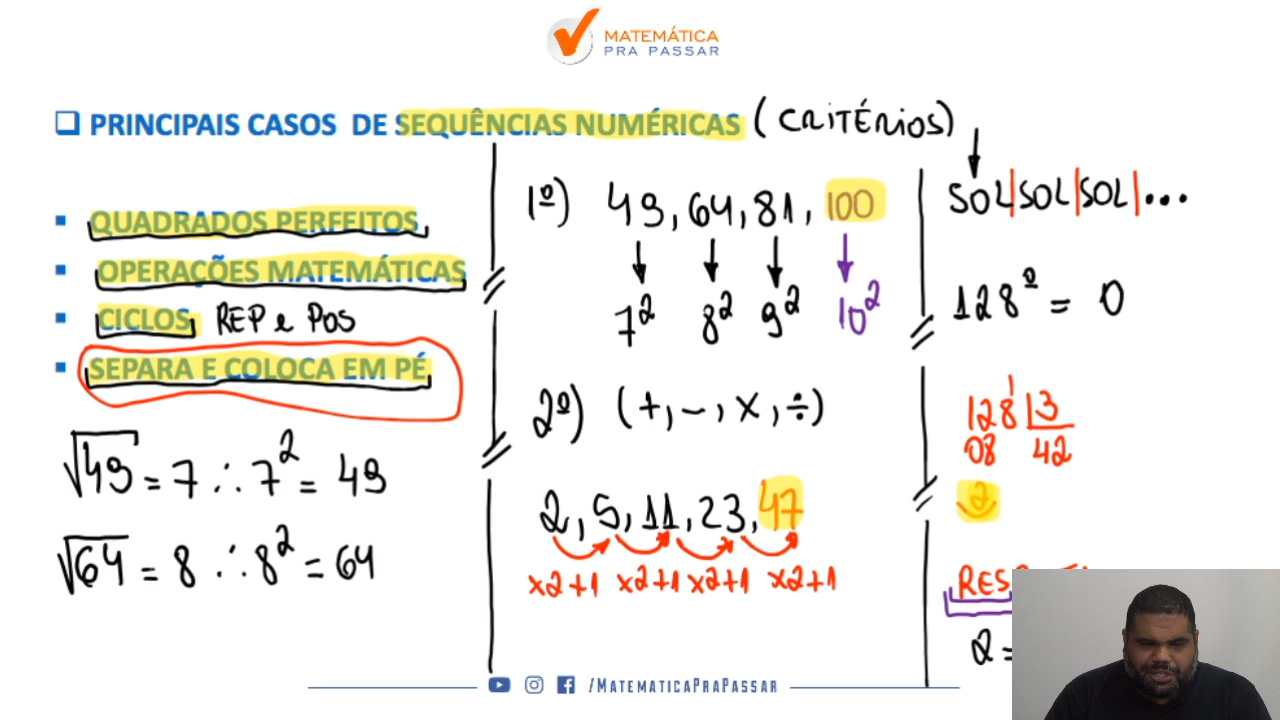 MATEMÁTICA
PRA PASSAR
PRINCIPAIS CASOS DE SEQUÊNCIAS NUMÉRICAS (CRITÉRIOS)
QUADRADOS PERFEITOS
OPERAÇÕES MATEMÁTICAS
CICLOS REP e POS
SEPARA E COLOCA EM PÉ
√49 = 7 ∴ 7² = 49
√64 = 8 ∴ 8² = 64
1º) 49, 64, 81, 100
7² 8² 9² 10²
2º) (+, -, x, ÷)
2, 5, 11, 23, 47
x2+1 x2+1 x2+1 x2+1
SOL|SOL|SOL|...
128º = O
128 3
08 42
2
2 =
/MATEMATICAPRAPASSAR